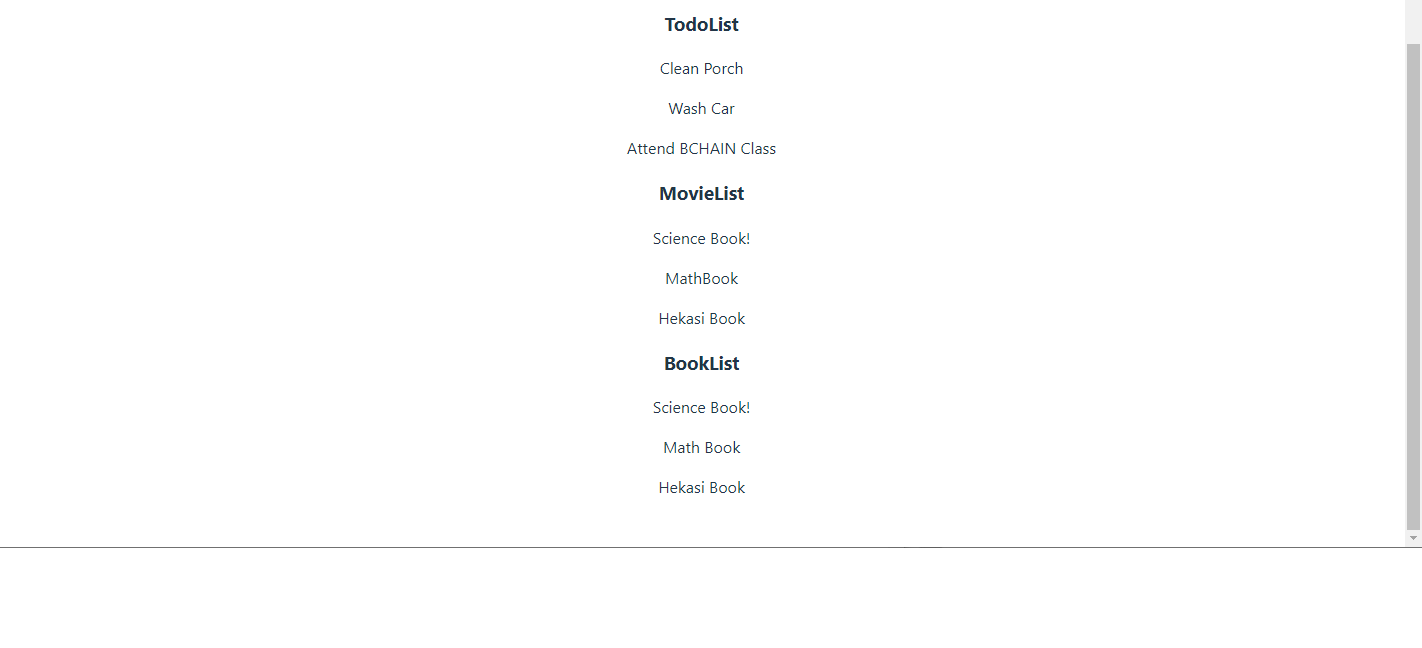 TodoList
Clean Porch
Wash Car
Attend BCHAIN Class
MovieList
Science Book!
MathBook
Hekasi Book
BookList
Science Book!
Math Book
Hekasi Book